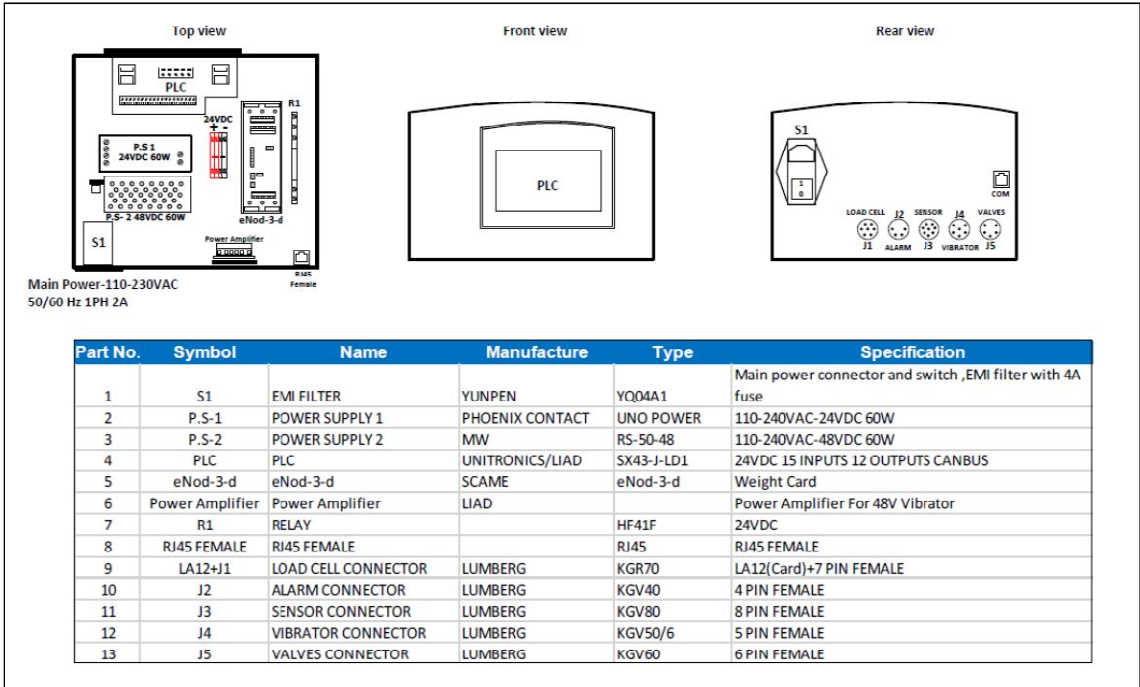 Top view
Front view
Rear view
PLC
R1
24VDC
+ -
P.S 1
24VDC 60W
P.S- 2 48VDC 60W
eNod-3-d
S1
Power Amplifier
RJ45
Female
Main Power-110-230VAC
50/60 Hz 1PH 2A
PLC
S1
1
0
COM
LOAD CELL J2 SENSOR J4 VALVES
J1 ALARM J3 VIBRATOR J5
Part No. Symbol Name Manufacture Type Specification
1 S1 EMI FILTER YUNPEN YQ04A1 Main power connector and switch ,EMI filter with 4A
fuse
2 P.S-1 POWER SUPPLY 1 PHOENIX CONTACT UNO POWER 110-240VAC-24VDC 60W
3 P.S-2 POWER SUPPLY 2 MW RS-50-48 110-240VAC-48VDC 60W
4 PLC PLC UNITRONICS/LIAD SX43-J-LD1 24VDC 15 INPUTS 12 OUTPUTS CANBUS
5 eNod-3-d eNod-3-d SCAME eNod-3-d Weight Card
6 Power Amplifier Power Amplifier LIAD Power Amplifier For 48V Vibrator
7 R1 RELAY HF41F 24VDC
8 RJ45 FEMALE RJ45 FEMALE RJ45 RJ45 FEMALE
9 LA12+J1 LOAD CELL CONNECTOR LUMBERG KGR70 LA12(Card)+7 PIN FEMALE
10 J2 ALARM CONNECTOR LUMBERG KGV40 4 PIN FEMALE
11 J3 SENSOR CONNECTOR LUMBERG KGV80 8 PIN FEMALE
12 J4 VIBRATOR CONNECTOR LUMBERG KGV50/6 5 PIN FEMALE
13 J5 VALVES CONNECTOR LUMBERG KGV60 6 PIN FEMALE